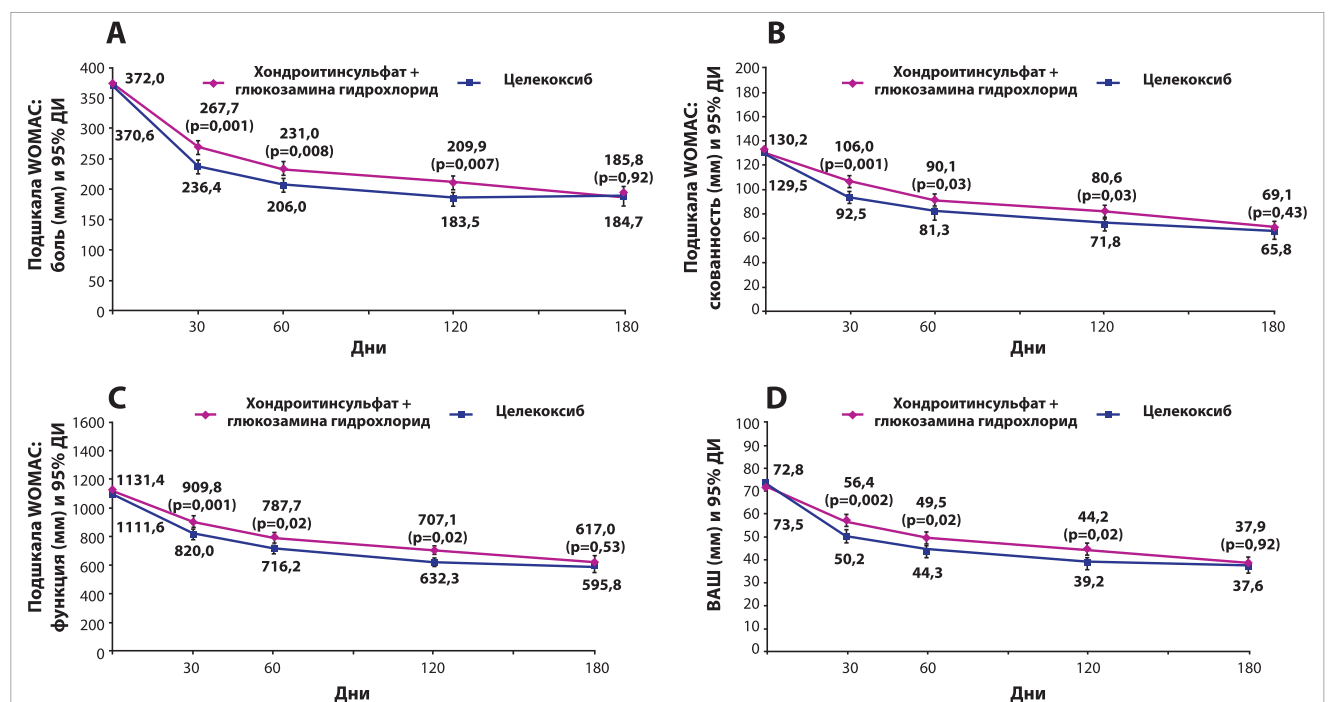 A
Подшкала WOMAC:
боль (мм) и 95% ДИ
Хондроитинсульфат +
глюкозамина гидрохлорид
Целекоксиб
400
350
300
250
200
150
100
50
0
372,0
370,6
267,7
(p=0,001)
236,4
231,0
(p=0,008)
206,0
209,9
(p=0,007)
183,5
185,8
(p=0,92)
184,7
30
60
120
180
Дни
B
Подшкала WOMAC:
скованность (мм) и 95% ДИ
Хондроитинсульфат +
глюкозамина гидрохлорид
Целекоксиб
200
180
160
140
120
100
80
60
40
20
0
130,2
129,5
106,0
(p=0,001)
92,5
90,1
(p=0,03)
81,3
80,6
(p=0,03)
71,8
69,1
(p=0,43)
65,8
30
60
120
180
Дни
C
Подшкала WOMAC:
функция (мм) и 95% ДИ
Хондроитинсульфат +
глюкозамина гидрохлорид
Целекоксиб
1600
1400
1200
1000
800
600
400
200
0
1131,4
1111,6
909,8
(p=0,001)
820,0
787,7
(p=0,02)
716,2
707,1
(p=0,02)
632,3
617,0
(p=0,53)
595,8
30
60
120
180
Дни
D
ВАШ (мм) и 95% ДИ
Хондроитинсульфат +
глюкозамина гидрохлорид
Целекоксиб
100
90
80
70
60
50
40
30
20
10
0
72,8
73,5
56,4
(p=0,002)
50,2
49,5
(p=0,02)
44,3
44,2
(p=0,02)
39,2
37,9
(p=0,92)
37,6
30
60
120
180
Дни